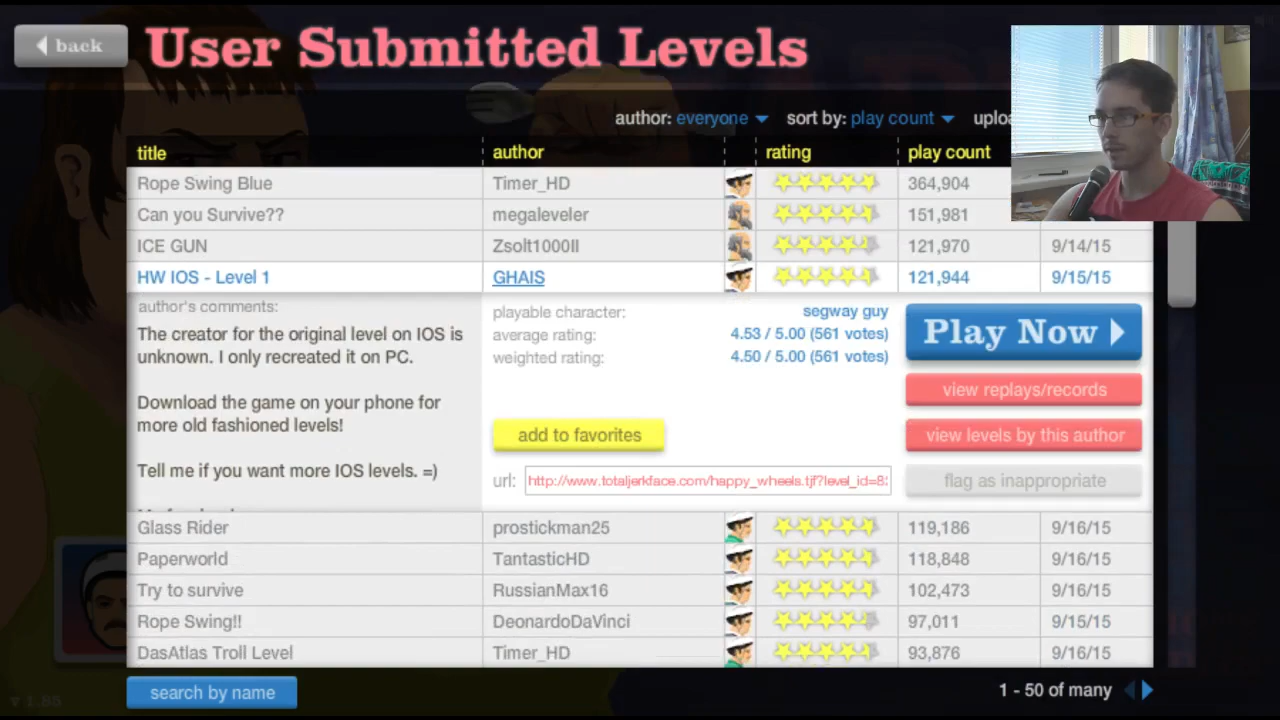 back
User Submitted Levels
author: everyone sort by: play count
title author rating play count
Rope Swing Blue Timer_HD 364,904
Can you Survive?? megaleveler 151,981
ICE GUN Zsolt1000II 121,970 9/14/15
HW IOS - Level 1 GHAIS 121,944 9/15/15
author's comments:
The creator for the original level on IOS is
unknown. I only recreated it on PC.
Download the game on your phone for
more old fashioned levels!
Tell me if you want more IOS levels. =)
playable character: segway guy
average rating: 4.53 / 5.00 (561 votes)
weighted rating: 4.50 / 5.00 (561 votes)
add to favorites
url: http://www.totaljerkface.com/happy_wheels.tjf?level_id=8
Play Now
view replays/records
view levels by this author
flag as inappropriate
Glass Rider prostickman25 119,186 9/16/15
Paperworld TantasticHD 118,848 9/16/15
Try to survive RussianMax16 102,473 9/16/15
Rope Swing!! DeonardoDaVinci 97,011 9/15/15
DasAtlas Troll Level Timer_HD 93,876 9/16/15
search by name
1 - 50 of many